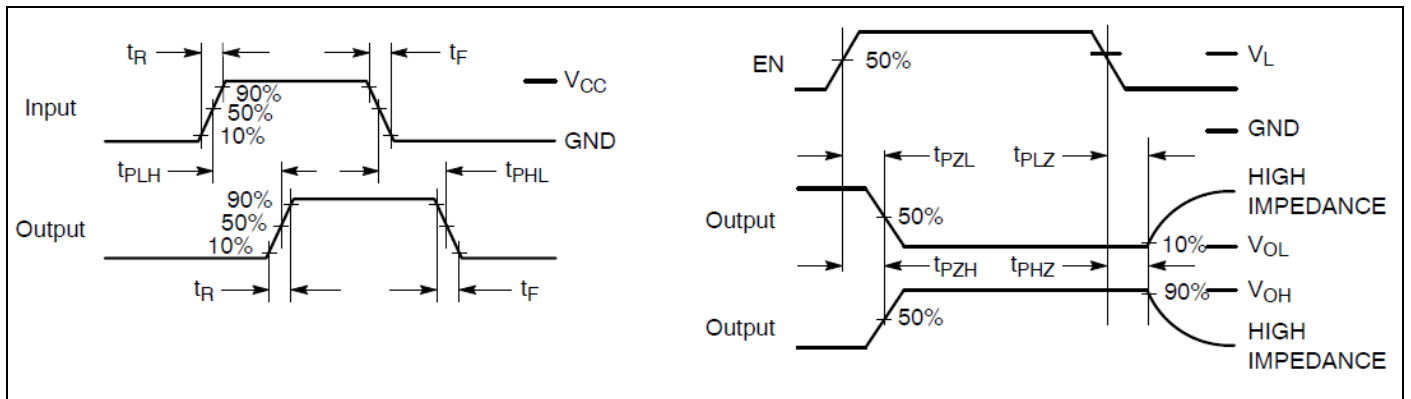 tR
tF
VCC
90%
Input
50%
10%
GND
tPLH
tPHL
90%
Output
50%
10%
tR
tF
EN
50%
VL
GND
tPZL
tPLZ
HIGH
IMPEDANCE
Output
50%
10%
VOL
tPZH
tPHZ
90%
VOH
Output
50%
HIGH
IMPEDANCE